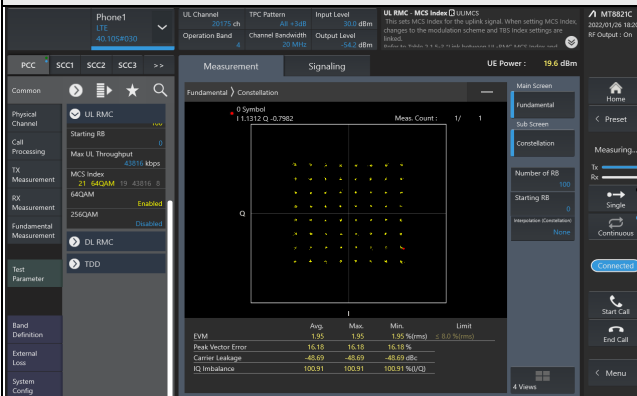 Phone1
LTE
40.105#030
UL Channel
20175 ch
TPC Pattern
All +3dB
Input Level
30.0 dBm
Operation Band
4
Channel Bandwidth
20 MHz
Output Level
-54.2 dBm
UL RMC - MCS Index ULUMCS
This sets MCS Index for the uplink signal. When setting MCS Index,
changes to the modulation scheme and TBS Index settings are
linked.
MT8821C
2022/01/26 18:20
RF Output : On
PCC
SCC1
SCC2
SCC3
>>
Measurement
Signaling
UE Power : 19.6 dBm
Common
Physical
Channel
Call
Processing
TX
Measurement
RX
Measurement
Fundamental
Measurement
Test
Parameter
Band
Definition
External
Loss
System
Config
UL RMC
100
Starting RB
0
Max UL Throughput
43816 kbps
MCS Index
21 64QAM 19 43816 8
64QAM
Enabled
256QAM
Disabled
DL RMC
TDD
Fundamental 〉 Constellation
0 Symbol
I 1.1312 Q -0.7982
Meas. Count : 1/ 1
Q
I
Avg. Max. Min. Limit
EVM 1.95 1.95 1.95 %(rms) ≤ 8.0 %(rms)
Peak Vector Error 16.18 16.18 16.18 %
Carrier Leakage -48.69 -48.69 -48.69 dBc
IQ Imbalance 100.91 100.91 100.91 %(I/Q)
Main Screen
Fundamental
Sub Screen
Constellation
Number of RB
100
Starting RB
0
Interpolation (Constellation)
None
4 Views
Home
< Preset
Measuring...
Tx
Rx
Single
Continuous
Connected
Start Call
End Call
< Menu